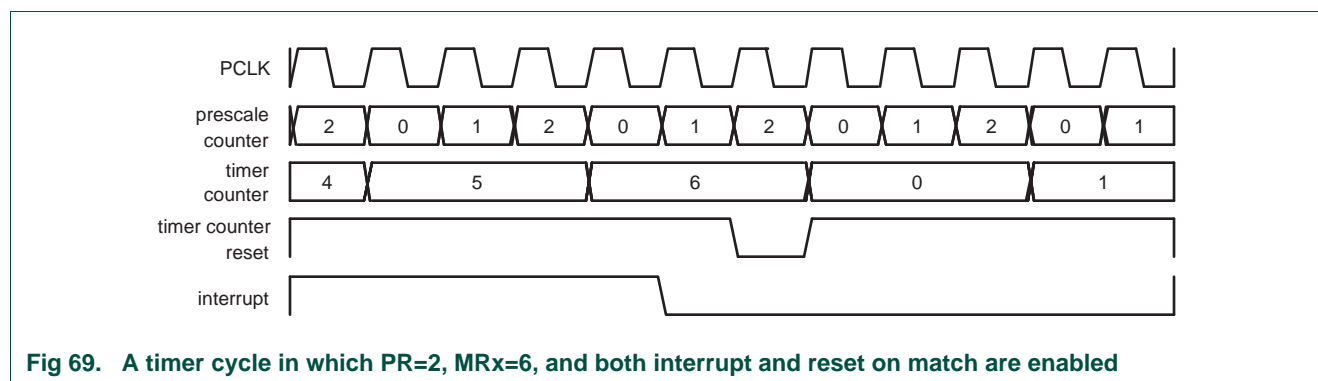 PCLK
prescale
counter
2 0 1 2 0 1 2 0 1 2 0 1
timer
counter
4 5 6 0 1
timer counter
reset
interrupt
Fig 69. A timer cycle in which PR=2, MRx=6, and both interrupt and reset on match are enabled